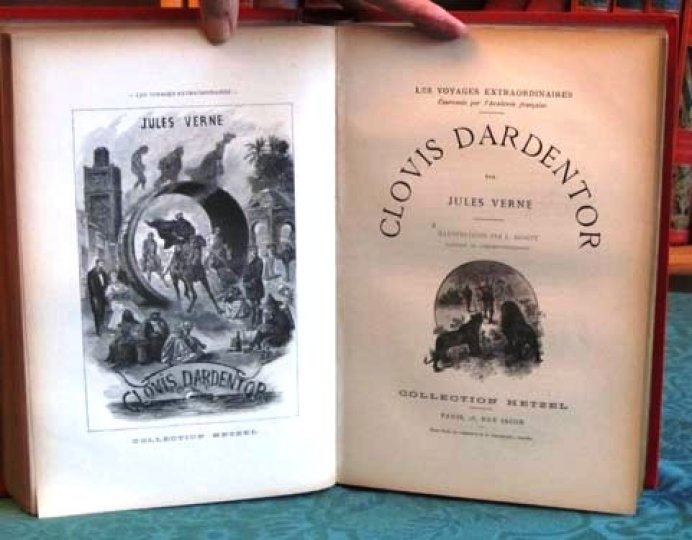 LES VOYAGES EXTRAORDINAIRES
JULES VERNE
CLOVIS DARDENTOR
COLLECTION HETZEL
LES VOYAGES EXTRAORDINAIRES
Couronnés par l'Académie française
CLOVIS DARDENTOR
PAR
JULES VERNE
ILLUSTRATIONS PAR L. BENETT
COLLECTION HETZEL
PARIS, 18, RUE JACOB